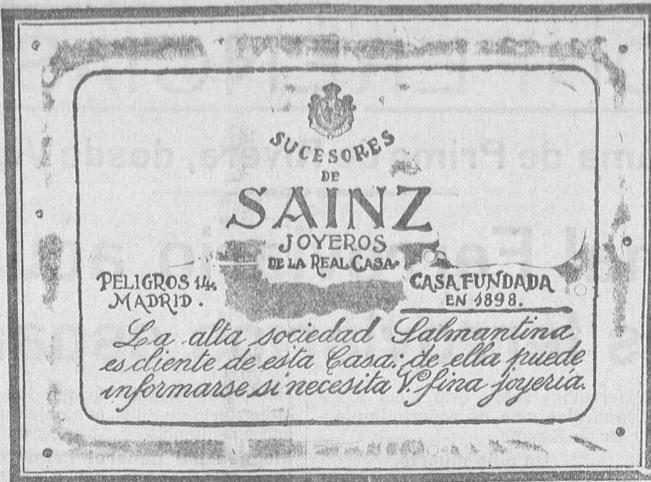 SUCESORES
DE
SAINZ
JOYEROS
DE LA REAL CASA
PELIGROS 14.
MADRID.
CASA FUNDADA
EN 1898.
La alta sociedad Salmantina
es cliente de esta Casa; de ella puede
informarse si necesita V. fina joyería.